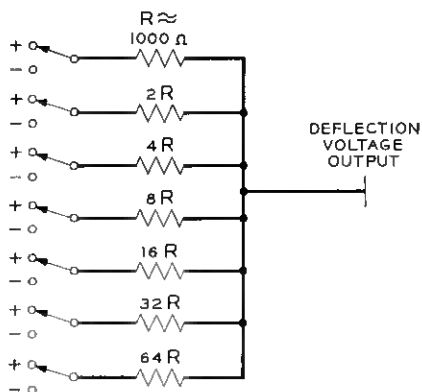 R≈
1000 Ω
+
−
2R
+
−
4R
+
−
DEFLECTION
VOLTAGE
OUTPUT
8R
+
−
16R
+
−
32R
+
−
64R
+
−